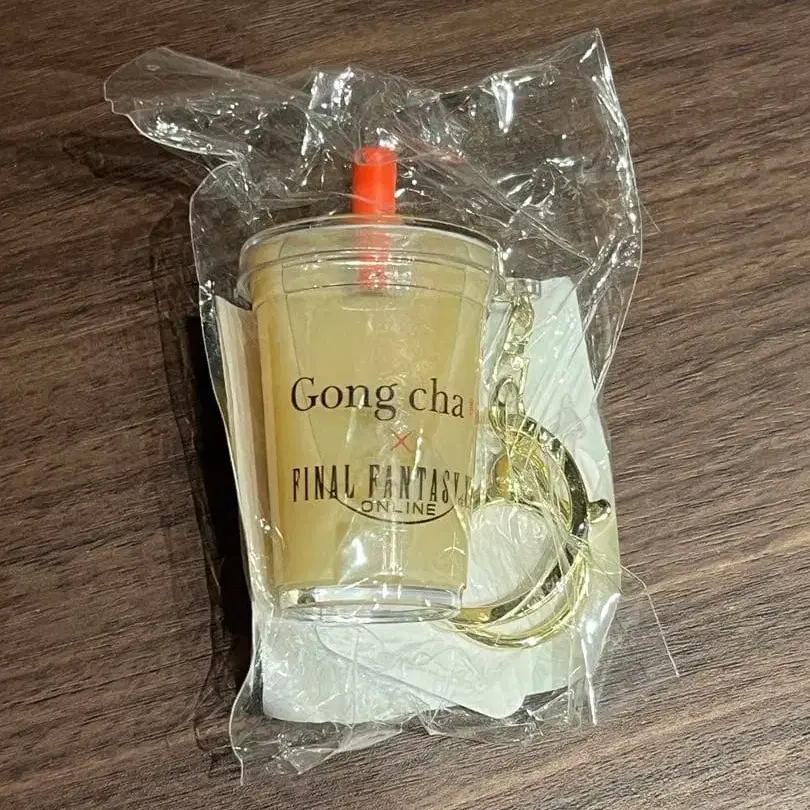 Gong cha
×
FINAL FANTASY
ONLINE